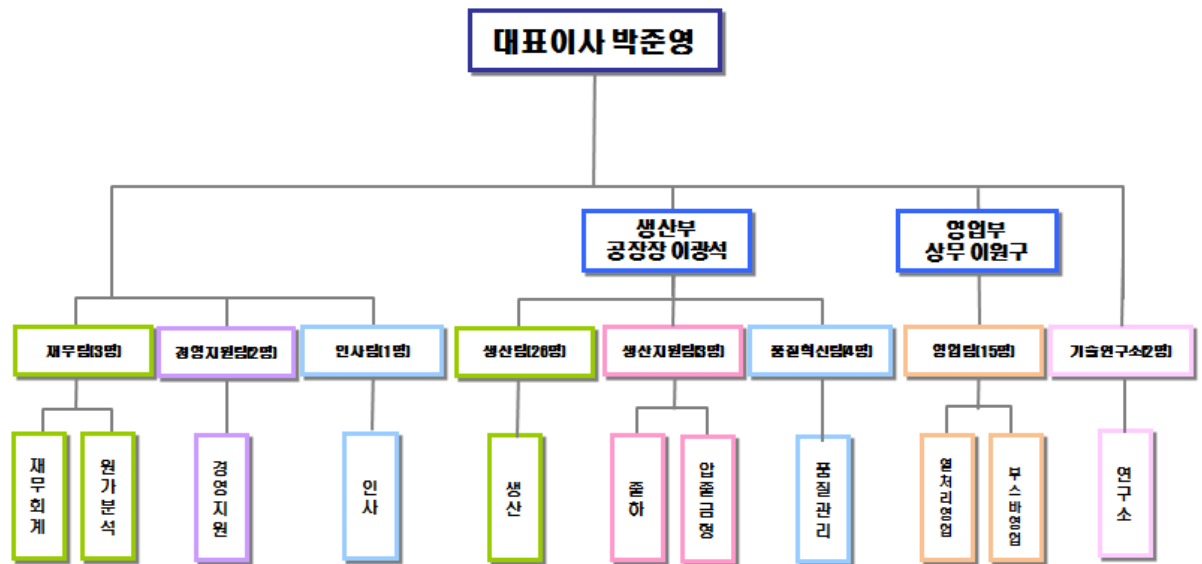 대표이사 박준영
생산부
공장장 이광석
영업부
상무 이원구
재무팀(3명)
경영지원팀(2명)
인사팀(1명)
생산팀(26명)
생산지원팀(3명)
품질혁신팀(4명)
영업팀(15명)
기술연구소(2명)
재무회계
원가분석
경영지원
인사
생산
출하
압출금형
품질관리
열처리영업
부스바영업
연구소